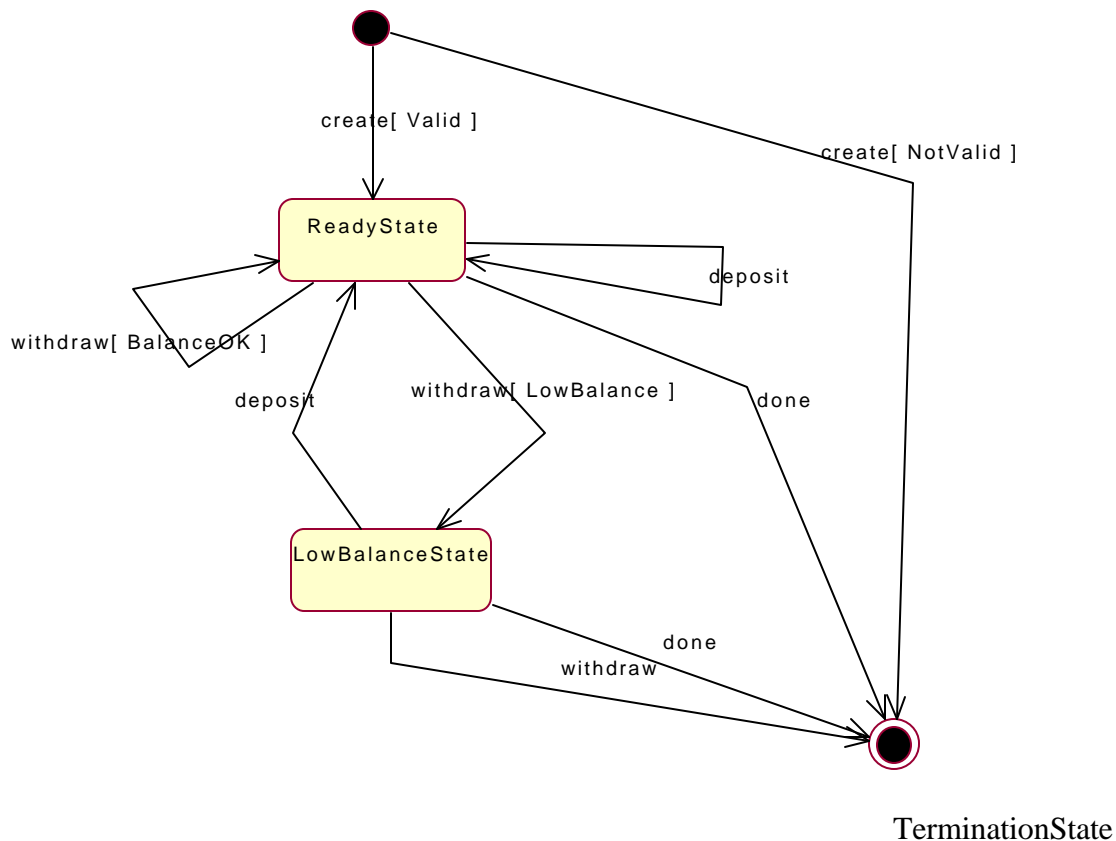 create[ Valid ]
create[ NotValid ]
ReadyState
deposit
withdraw[ BalanceOK ]
deposit
withdraw[ LowBalance ]
done
LowBalanceState
done
withdraw
TerminationState